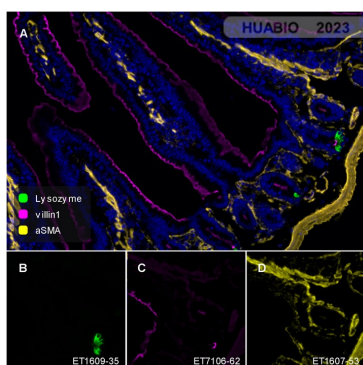 HUABIO 2023
A
Lysozyme
villin1
aSMA
B
C
D
ET1609-35
ET7106-62
ET1607-53